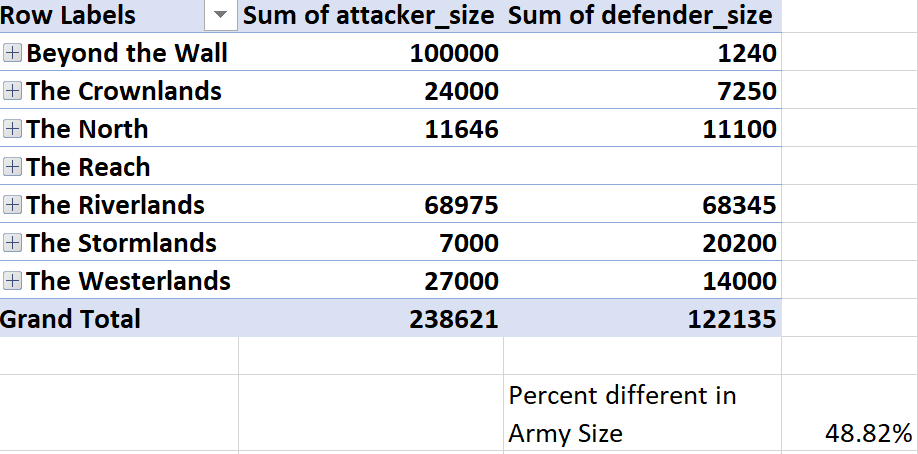 Row Labels Sum of attacker_size Sum of defender_size
Beyond the Wall 100000 1240
The Crownlands 24000 7250
The North 11646 11100
The Reach
The Riverlands 68975 68345
The Stormlands 7000 20200
The Westerlands 27000 14000
Grand Total 238621 122135
Percent different in
Army Size 48.82%